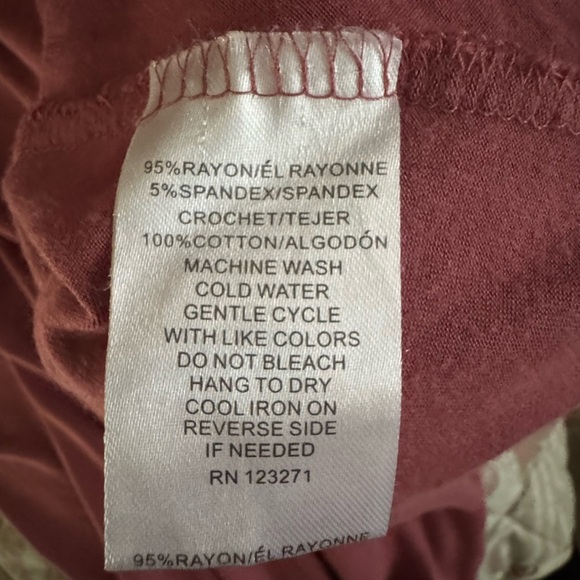 95%RAYON/ÉL RAYONNE
5%SPANDEX/SPANDEX
CROCHET/TEJER
100%COTTON/ALGODÓN
MACHINE WASH
COLD WATER
GENTLE CYCLE
WITH LIKE COLORS
DO NOT BLEACH
HANG TO DRY
COOL IRON ON
REVERSE SIDE
IF NEEDED
RN 123271
95%RAYON/ÉL RAYONNE